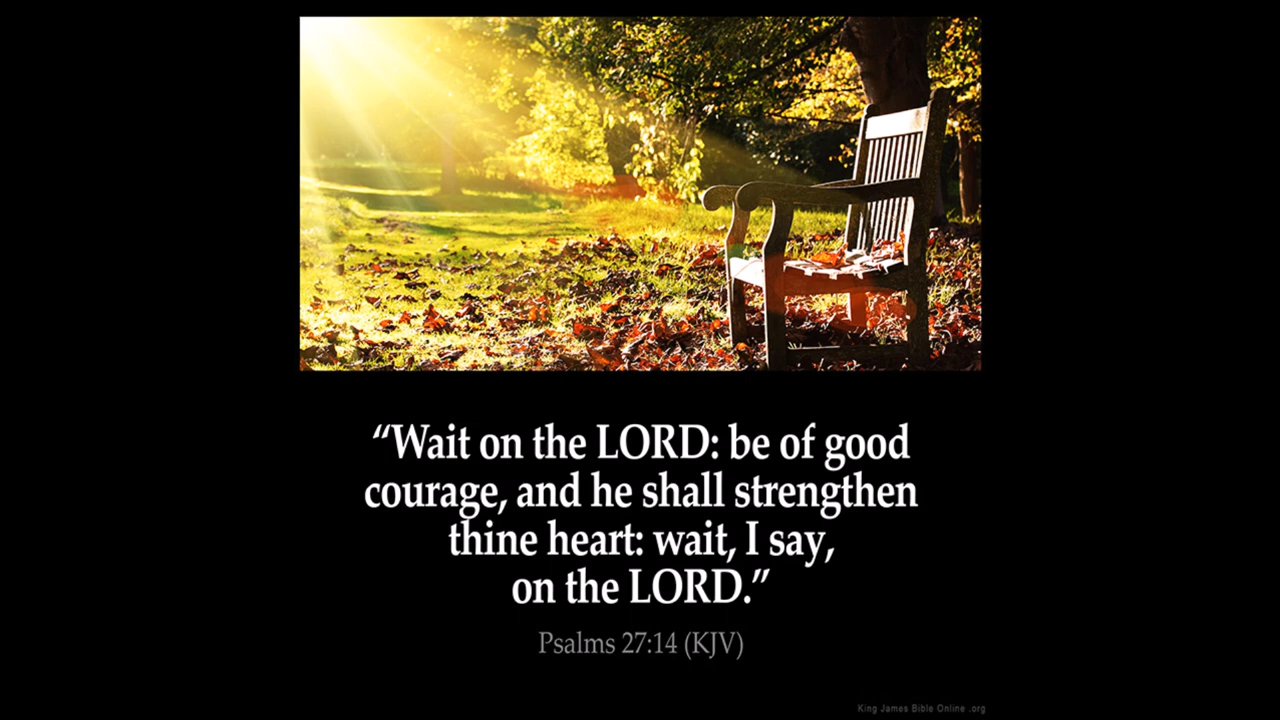 “Wait on the LORD: be of good
courage, and he shall strengthen
thine heart: wait, I say,
on the LORD.”
Psalms 27:14 (KJV)
King James Bible Online .org